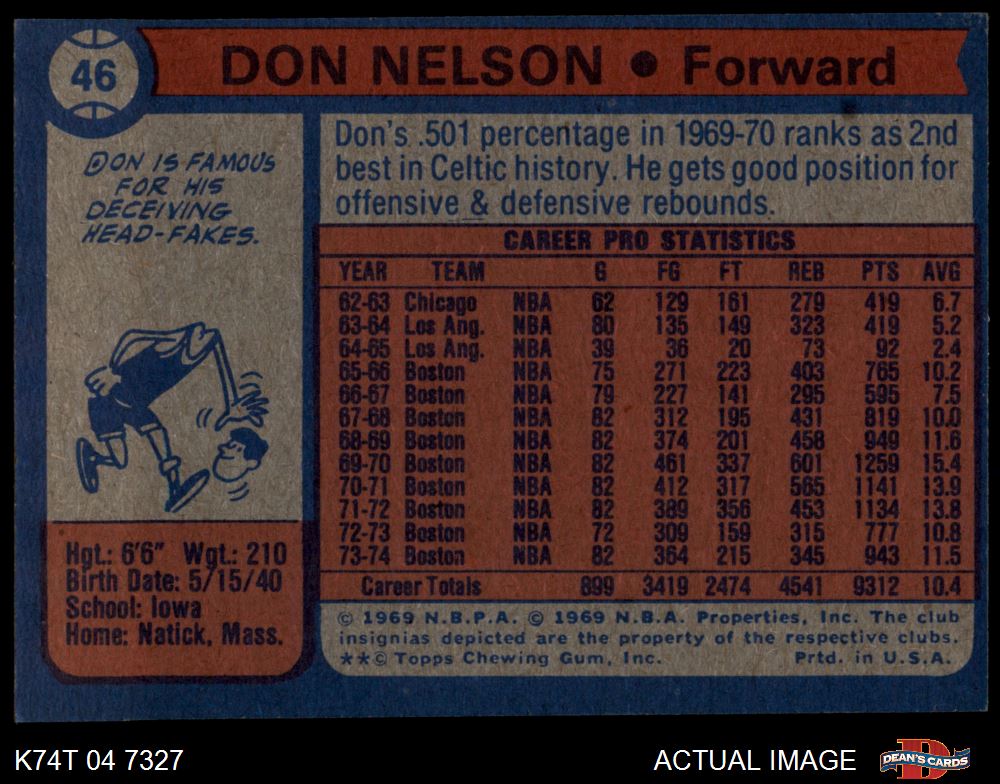 46
DON NELSON • Forward
DON IS FAMOUS
FOR HIS
DECEIVING
HEAD-FAKES.
Don's .501 percentage in 1969-70 ranks as 2nd
best in Celtic history. He gets good position for
offensive & defensive rebounds.
CAREER PRO STATISTICS
YEAR TEAM G FG FT REB PTS AVG
62-63 Chicago NBA 62 129 161 279 419 6.7
63-64 Los Ang. NBA 80 135 149 323 419 5.2
64-65 Los Ang. NBA 39 36 20 73 92 2.4
65-66 Boston NBA 75 271 223 403 765 10.2
66-67 Boston NBA 79 227 141 295 595 7.5
67-68 Boston NBA 82 312 195 431 819 10.0
68-69 Boston NBA 82 374 201 458 949 11.6
69-70 Boston NBA 82 461 337 601 1259 15.4
70-71 Boston NBA 82 412 317 565 1141 13.9
71-72 Boston NBA 82 389 356 453 1134 13.8
72-73 Boston NBA 72 309 159 315 777 10.8
73-74 Boston NBA 82 364 215 345 943 11.5
Career Totals 899 3419 2474 4541 9312 10.4
Hgt.: 6'6" Wgt.: 210
Birth Date: 5/15/40
School: Iowa
Home: Natick, Mass.
© 1969 N.B.P.A. © 1969 N.B.A. Properties, Inc. The club
insignias depicted are the property of the respective clubs.
**© Topps Chewing Gum, Inc. Prtd. in U.S.A.
K74T 04 7327
ACTUAL IMAGE
D
DEAN'S CARDS